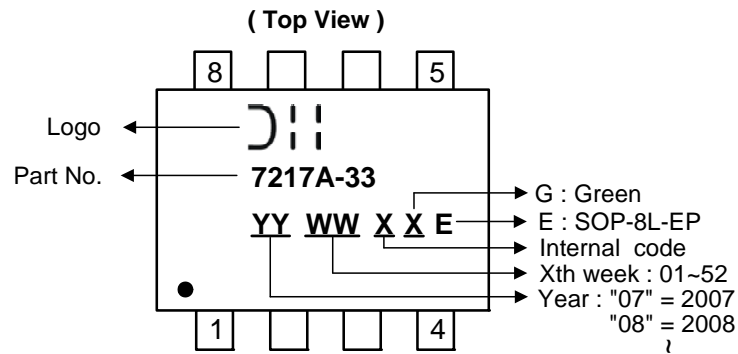 ( Top View )
8 5
Logo
Part No.
7217A-33
YY WW X X E
G : Green
E : SOP-8L-EP
Internal code
Xth week : 01~52
Year : "07" = 2007
"08" = 2008
~
1 4